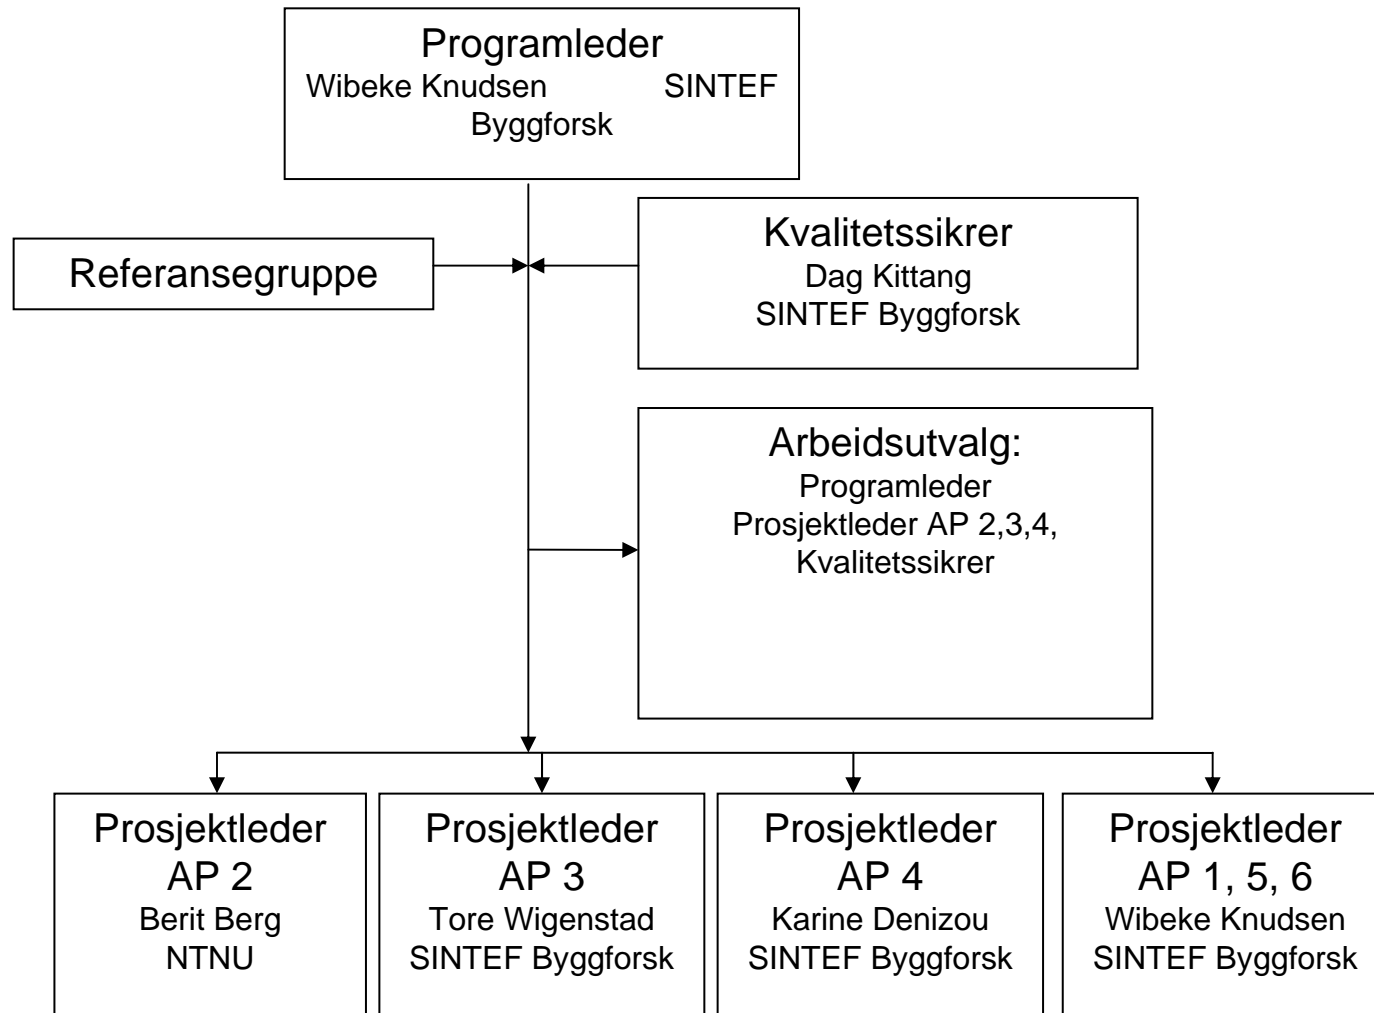 Programleder
Wibeke Knudsen SINTEF
Byggforsk
Referansegruppe
Kvalitetssikrer
Dag Kittang
SINTEF Byggforsk
Arbeidsutvalg:
Programleder
Prosjektleder AP 2,3,4,
Kvalitetssikrer
Prosjektleder
AP 2
Berit Berg
NTNU
Prosjektleder
AP 3
Tore Wigenstad
SINTEF Byggforsk
Prosjektleder
AP 4
Karine Denizou
SINTEF Byggforsk
Prosjektleder
AP 1, 5, 6
Wibeke Knudsen
SINTEF Byggforsk